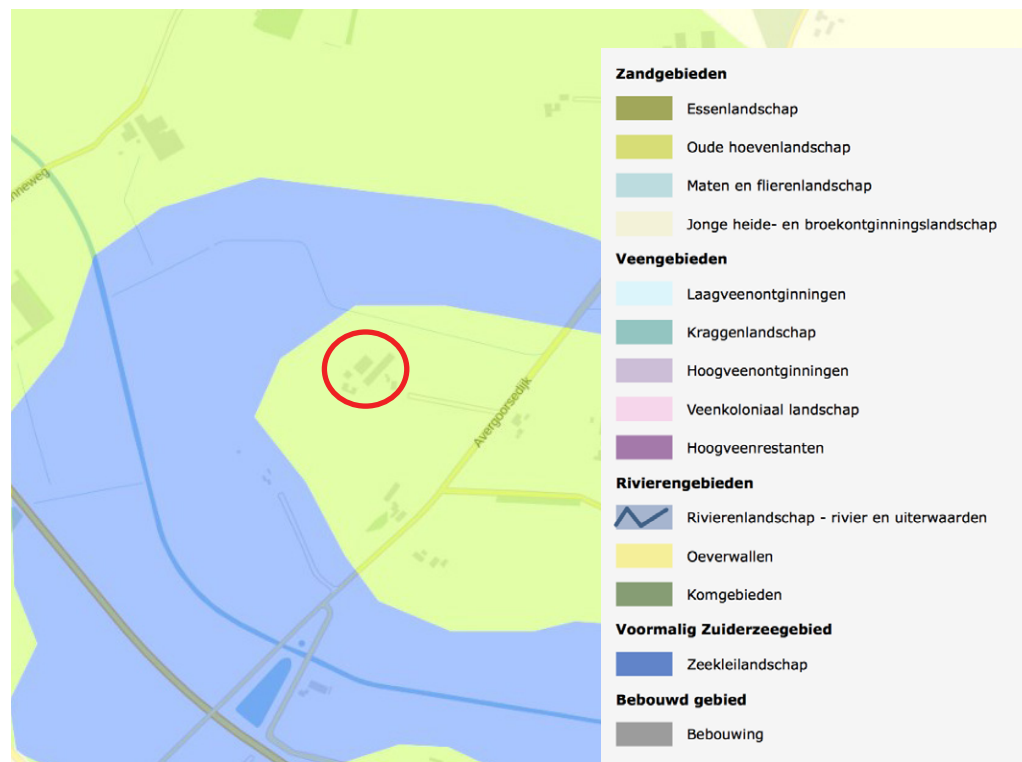 nneweg
Avergoorsedijk
Zandgebieden
Essenlandschap
Oude hoevenlandschap
Maten en flierenlandschap
Jonge heide- en broekontginningslandschap
Veengebieden
Laagveenontginningen
Kraggenlandschap
Hoogveenontginningen
Veenkoloniaal landschap
Hoogveenrestanten
Rivierengebieden
Rivierenlandschap - rivier en uiterwaarden
Oeverwallen
Komgebieden
Voormalig Zuiderzeegebied
Zeekleilandschap
Bebouwd gebied
Bebouwing